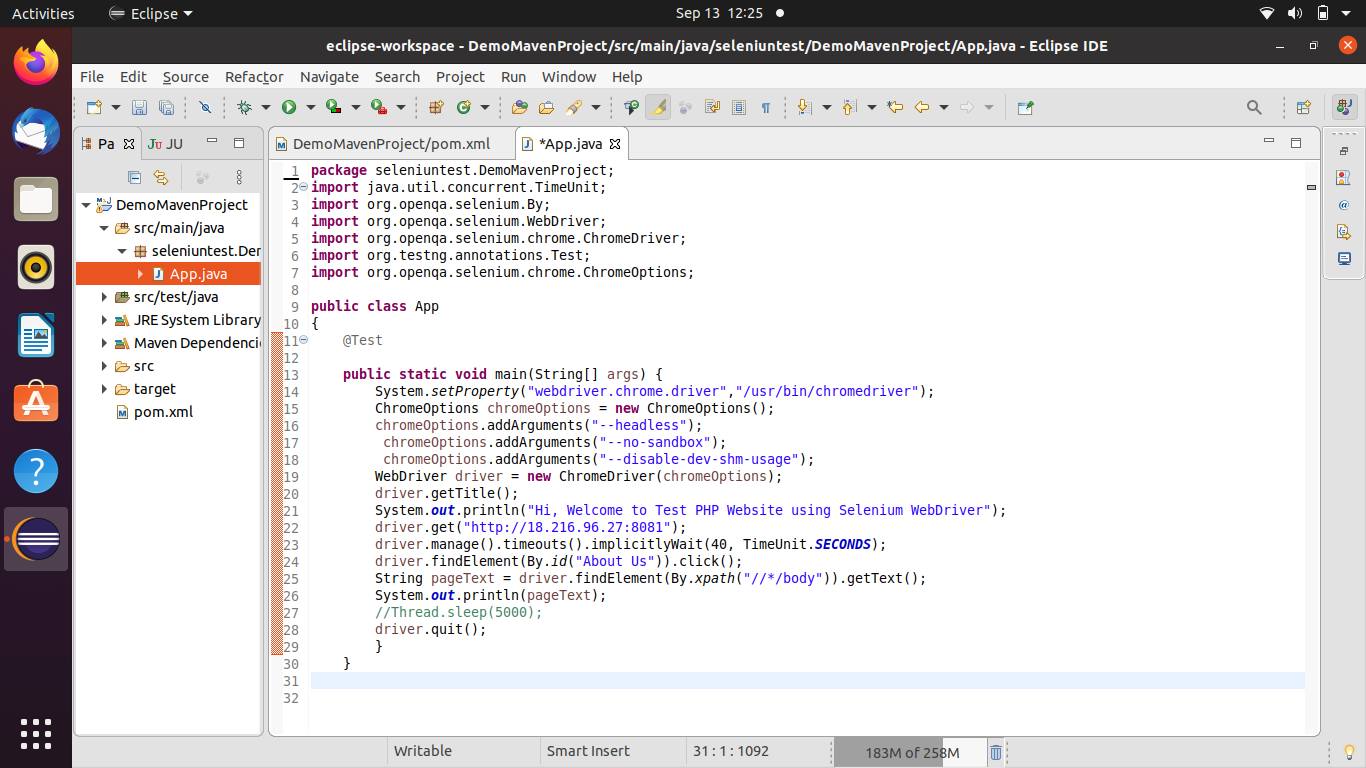 Activities Eclipse Sep 13 12:25
eclipse-workspace - DemoMavenProject/src/main/java/seleniuntest/DemoMavenProject/App.java - Eclipse IDE
File Edit Source Refactor Navigate Search Project Run Window Help
Pa JU JU
DemoMavenProject/pom.xml *App.java
DemoMavenProject
src/main/java
seleniuntest.Der
App.java
src/test/java
JRE System Library
Maven Dependenci
src
target
pom.xml
1 package seleniuntest.DemoMavenProject;
2 import java.util.concurrent.TimeUnit;
3 import org.openqa.selenium.By;
4 import org.openqa.selenium.WebDriver;
5 import org.openqa.selenium.chrome.ChromeDriver;
6 import org.testng.annotations.Test;
7 import org.openqa.selenium.chrome.ChromeOptions;
8
9 public class App
10 {
11 @Test
12
13 public static void main(String[] args) {
14 System.setProperty("webdriver.chrome.driver","/usr/bin/chromedriver");
15 ChromeOptions chromeOptions = new ChromeOptions();
16 chromeOptions.addArguments("--headless");
17 chromeOptions.addArguments("--no-sandbox");
18 chromeOptions.addArguments("--disable-dev-shm-usage");
19 WebDriver driver = new ChromeDriver(chromeOptions);
20 driver.getTitle();
21 System.out.println("Hi, Welcome to Test PHP Website using Selenium WebDriver");
22 driver.get("http://18.216.96.27:8081");
23 driver.manage().timeouts().implicitlyWait(40, TimeUnit.SECONDS);
24 driver.findElement(By.id("About Us")).click();
25 String pageText = driver.findElement(By.xpath("//*/body")).getText();
26 System.out.println(pageText);
27 //Thread.sleep(5000);
28 driver.quit();
29 }
30 }
31
32
Writable Smart Insert 31 : 1 : 1092 183M of 258M